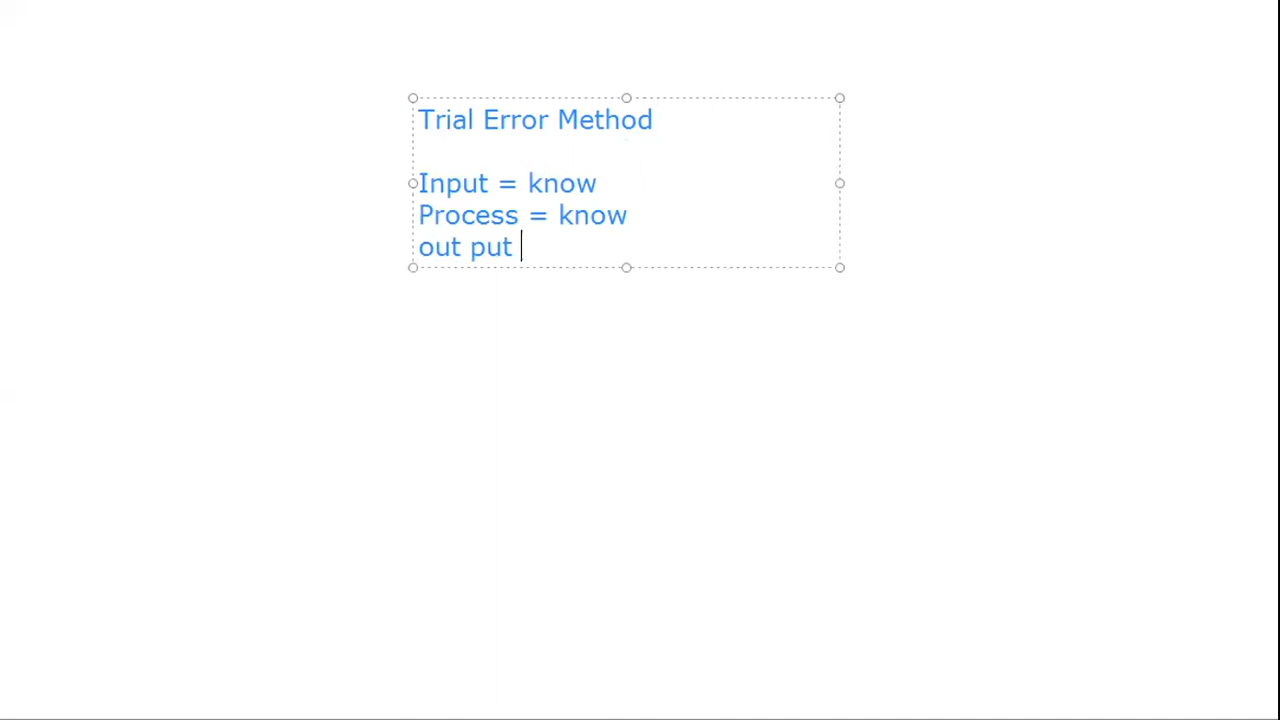 Trial Error Method
Input = know
Process = know
out put